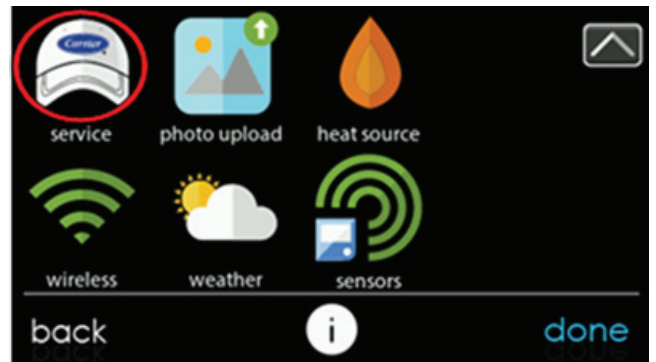 Carrier
service photo upload heat source
wireless weather sensors
back i done